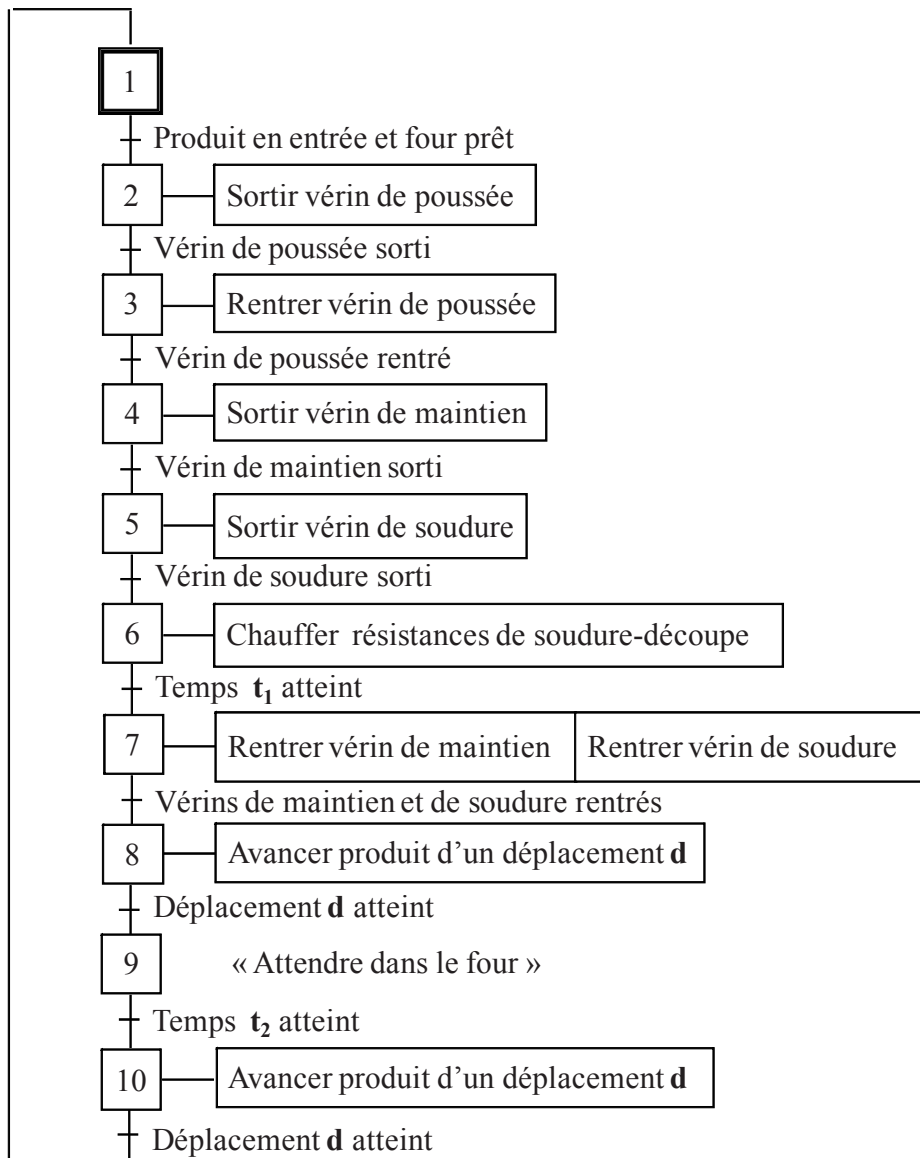 1
Produit en entrée et four prêt
2 Sortir vérin de poussée
Vérin de poussée sorti
3 Rentrer vérin de poussée
Vérin de poussée rentré
4 Sortir vérin de maintien
Vérin de maintien sorti
5 Sortir vérin de soudure
Vérin de soudure sorti
6 Chauffer résistances de soudure-découpe
Temps t1 atteint
7 Rentrer vérin de maintien Rentrer vérin de soudure
Vérins de maintien et de soudure rentrés
8 Avancer produit d’un déplacement d
Déplacement d atteint
9 « Attendre dans le four »
Temps t2 atteint
10 Avancer produit d’un déplacement d
Déplacement d atteint